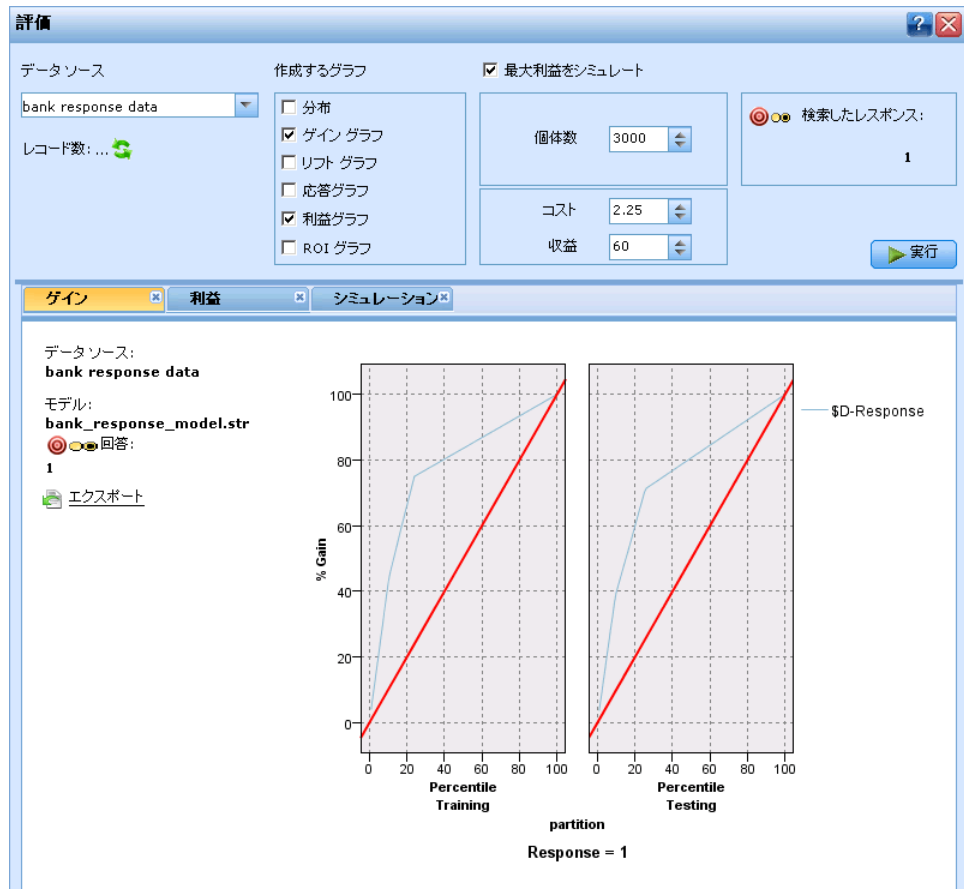 評価
?
データ ソース
bank response data
レコード数: ...
作成するグラフ
分布
ゲイン グラフ
リフト グラフ
応答グラフ
利益グラフ
ROI グラフ
最大利益をシミュレート
個体数
3000
コスト
2.25
収益
60
検索したレスポンス:
1
実行
ゲイン
利益
シミュレーション
データ ソース:
bank response data
モデル:
bank_response_model.str
回答:
1
エクスポート
% Gain
100
80
60
40
20
0
0 20 40 60 80 100
Percentile
Training
0 20 40 60 80 100
Percentile
Testing
$D-Response
partition
Response = 1